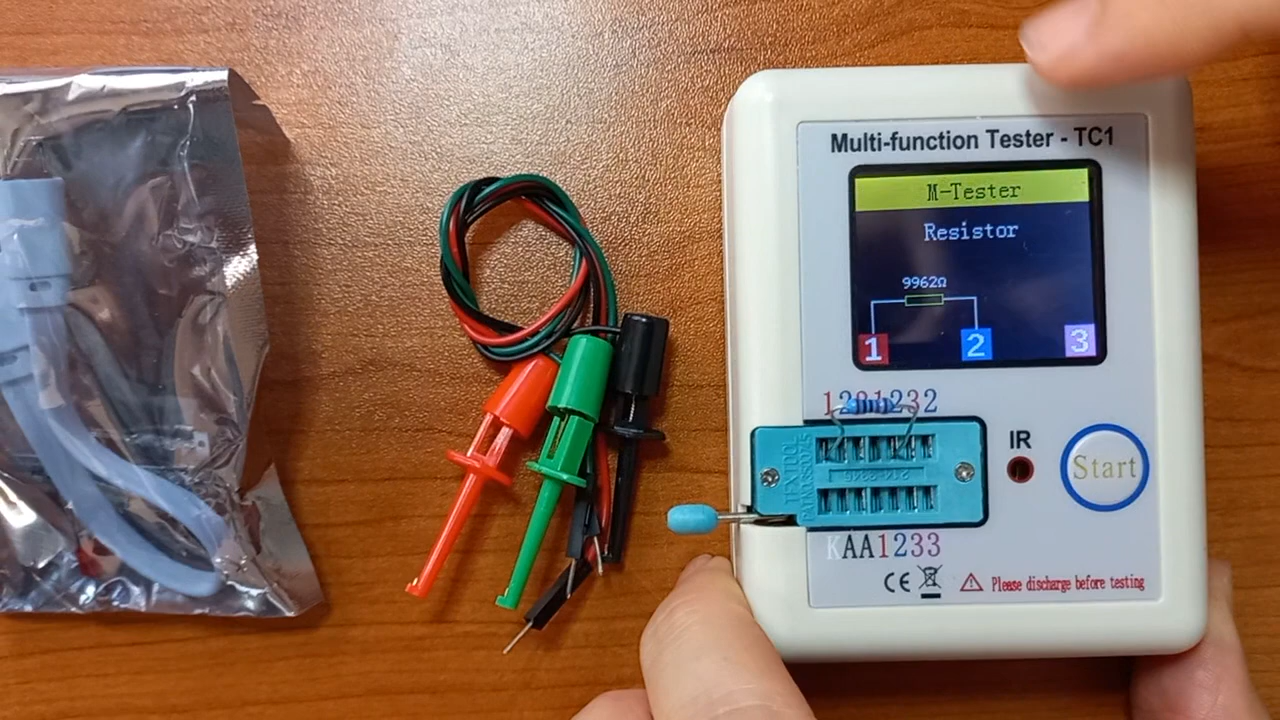 Multi-function Tester - TC1
M-Tester
Resistor
9962Ω
1 2 3
1231232
IR
Start
TEXTOOL
KAA1233
CE
Please discharge before testing